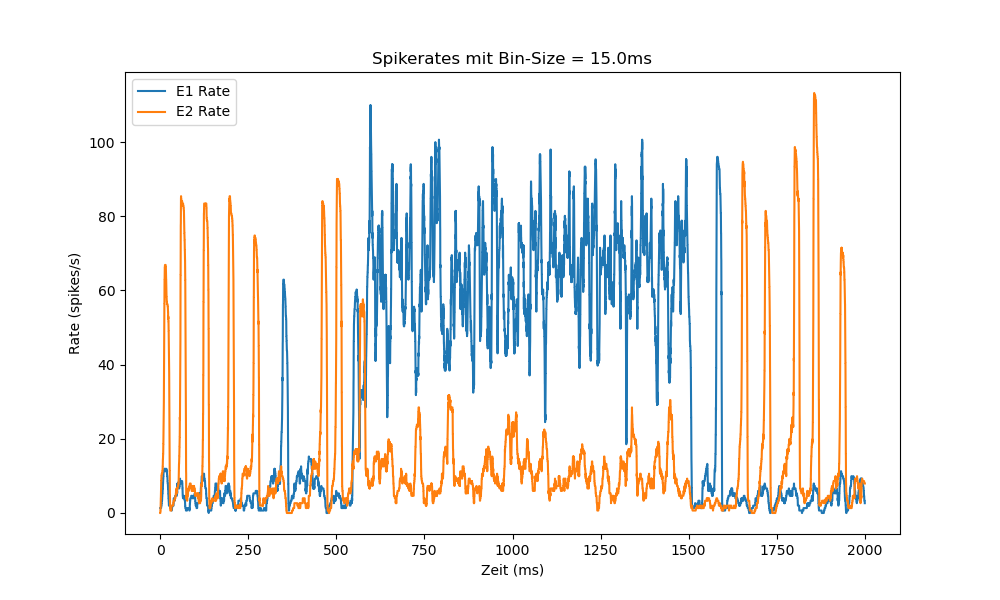 Spikerates mit Bin-Size = 15.0ms
E1 Rate
E2 Rate
100
80
60
40
20
0
Rate (spikes/s)
0 250 500 750 1000 1250 1500 1750 2000
Zeit (ms)